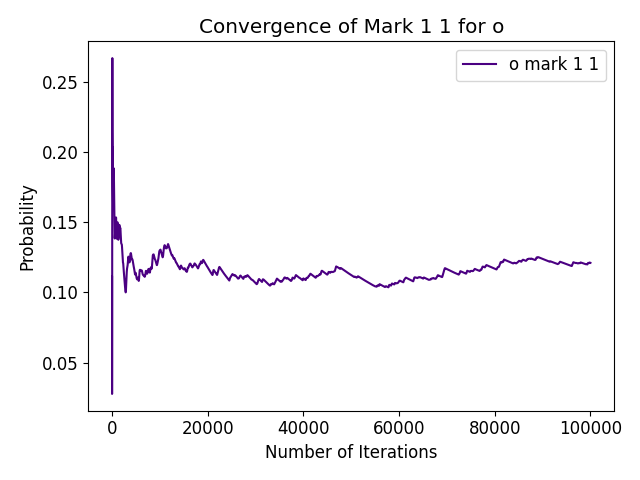 Convergence of Mark 1 1 for o
o mark 1 1
0.25
0.20
0.15
0.10
0.05
Probability
0 20000 40000 60000 80000 100000
Number of Iterations